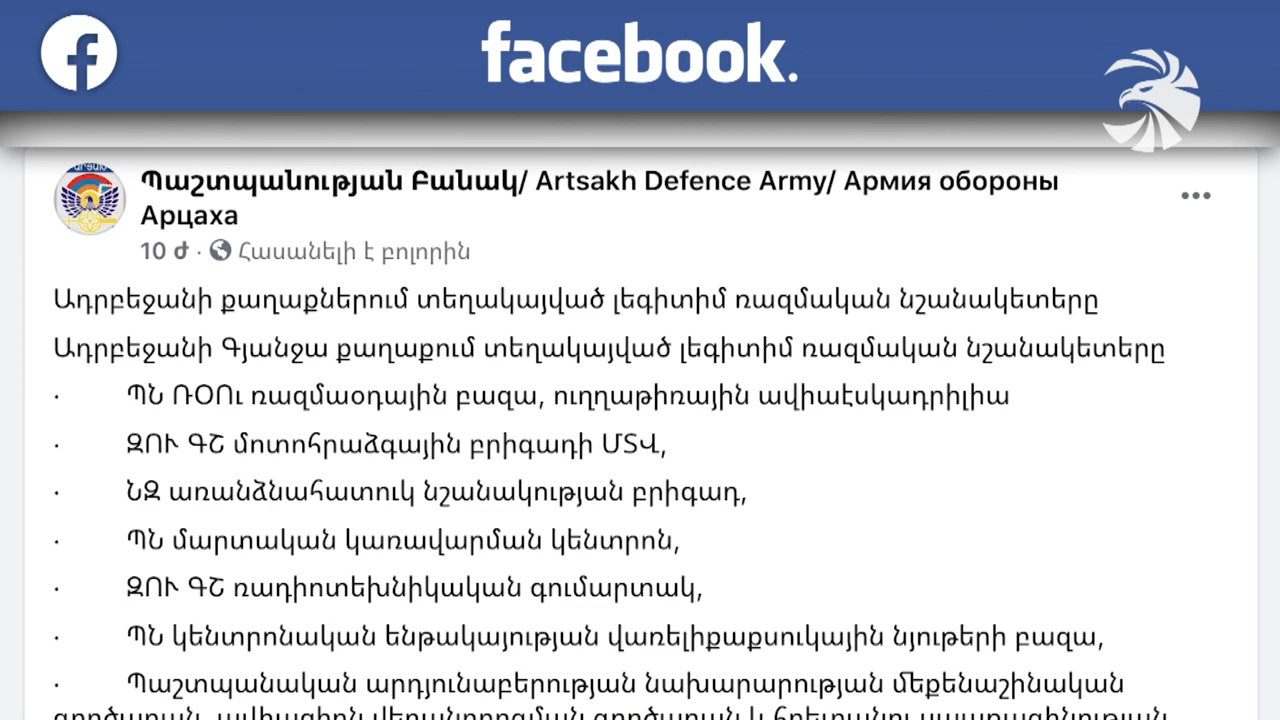 facebook.
Պաշտպանության Բանակ/ Artsakh Defence Army/ Армия обороны
Арцаха
10 ժ · Հասանելի է բոլորին
Ադրբեջանի քաղաքներում տեղակայված լեգիտիմ ռազմական նշանակետերը
Ադրբեջանի Գյանջա քաղաքում տեղակայված լեգիտիմ ռազմական նշանակետերը
· ՊՆ ՌՕՈւ ռազմաօդային բազա, ուղղաթիռային ավիաէսկադրիլիա
· ԶՈՒ ԳՇ մոտոհրաձգային բրիգադի ՄՏՎ,
· ՆԶ առանձնահատուկ նշանակության բրիգադ,
· ՊՆ մարտական կառավարման կենտրոն,
· ԶՈՒ ԳՇ ռադիոտեխնիկական գումարտակ,
· ՊՆ կենտրոնական ենթակայության վառելիքաքսուկային նյութերի բազա,
· Պաշտպանական արդյունաբերության նախարարության մեքենաշինական